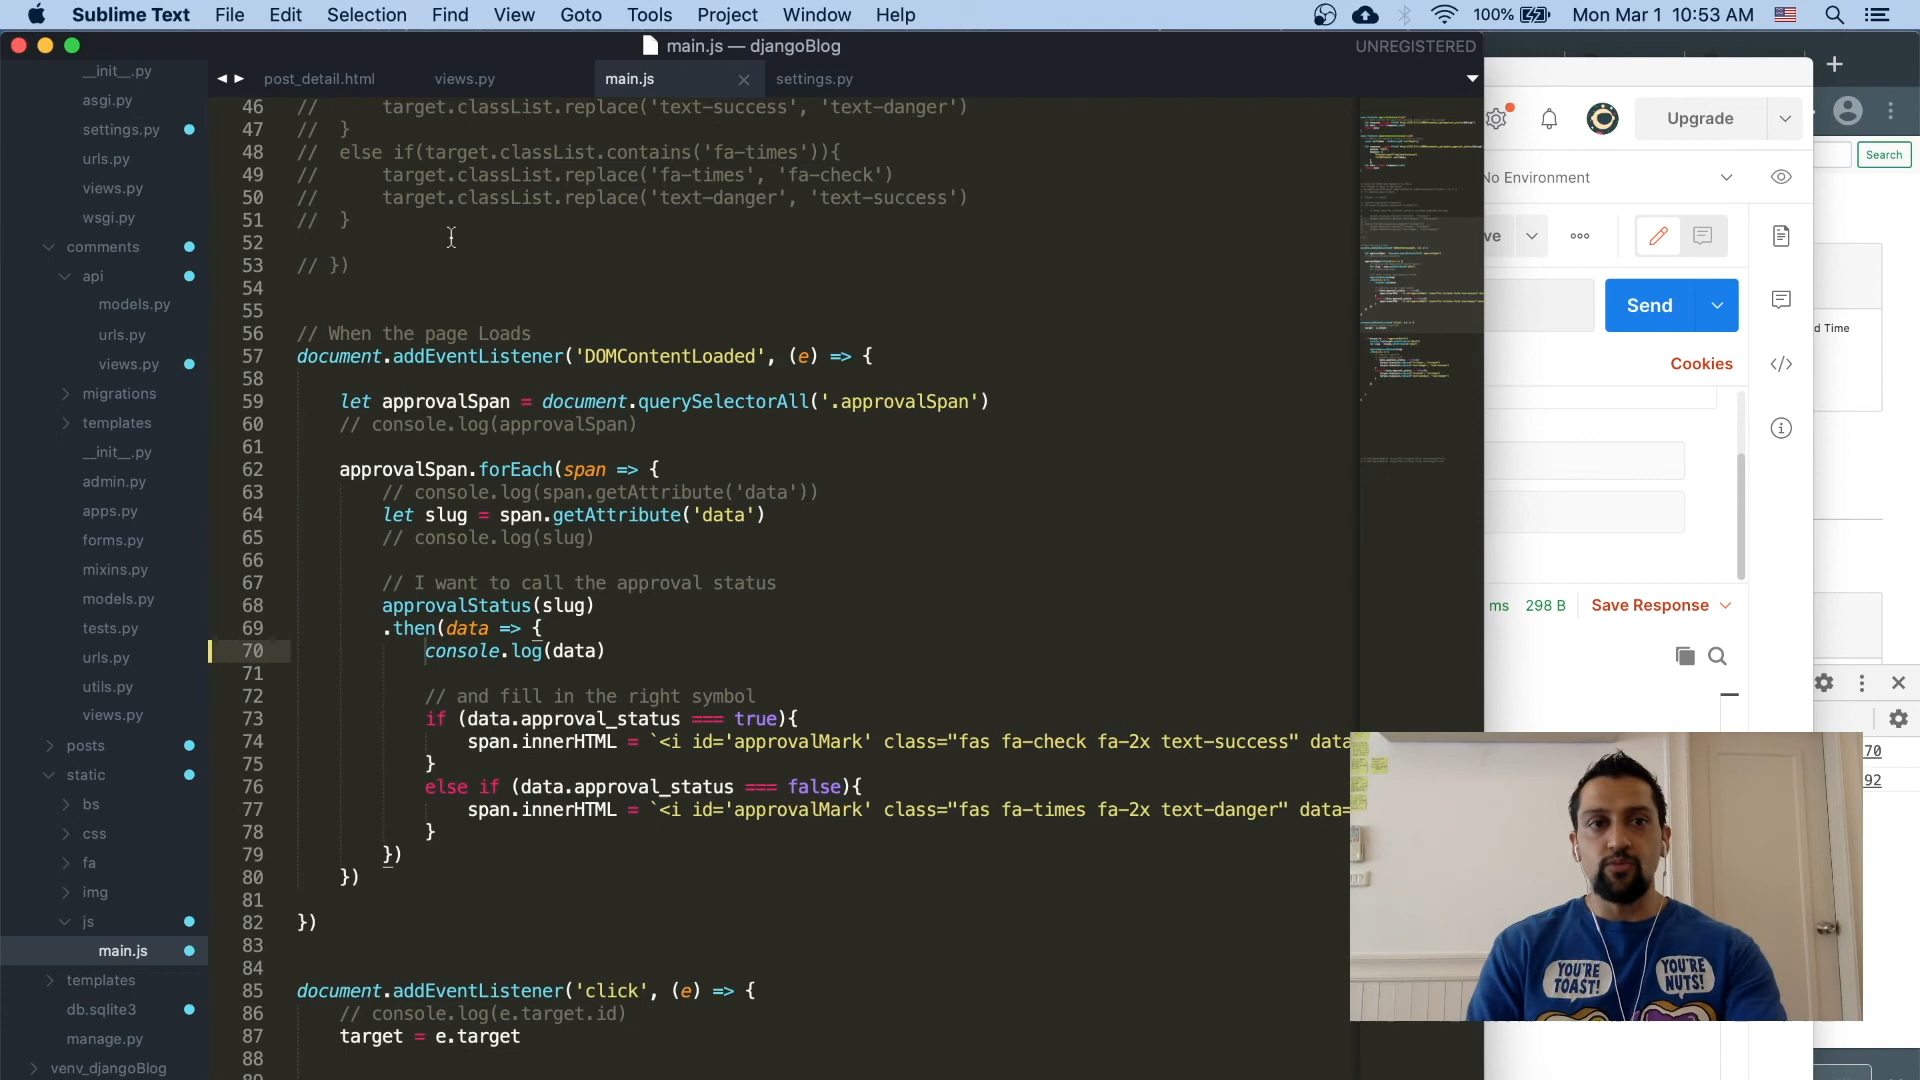 Sublime Text File Edit Selection Find View Goto Tools Project Window Help 100% Mon Mar 1 10:53 AM
main.js — djangoBlog UNREGISTERED
post_detail.html views.py main.js settings.py
__init__.py
asgi.py
settings.py
urls.py
views.py
wsgi.py
comments
api
models.py
urls.py
views.py
migrations
templates
__init__.py
admin.py
apps.py
forms.py
mixins.py
models.py
tests.py
urls.py
utils.py
views.py
posts
static
bs
css
fa
img
js
main.js
templates
db.sqlite3
manage.py
venv_djangoBlog
46 // target.classList.replace('text-success', 'text-danger')
47 // }
48 // else if(target.classList.contains('fa-times')){
49 // target.classList.replace('fa-times', 'fa-check')
50 // target.classList.replace('text-danger', 'text-success')
51 // }
52
53 // })
54
55
56 // When the page Loads
57 document.addEventListener('DOMContentLoaded', (e) => {
58
59 let approvalSpan = document.querySelectorAll('.approvalSpan')
60 // console.log(approvalSpan)
61
62 approvalSpan.forEach(span => {
63 // console.log(span.getAttribute('data'))
64 let slug = span.getAttribute('data')
65 // console.log(slug)
66
67 // I want to call the approval status
68 approvalStatus(slug)
69 .then(data => {
70 console.log(data)
71
72 // and fill in the right symbol
73 if (data.approval_status === true){
74 span.innerHTML = `<i id='approvalMark' class="fas fa-check fa-2x text-success" data
75 }
76 else if (data.approval_status === false){
77 span.innerHTML = `<i id='approvalMark' class="fas fa-times fa-2x text-danger" data=
78 }
79 })
80 })
81
82 })
83
84
85 document.addEventListener('click', (e) => {
86 // console.log(e.target.id)
87 target = e.target
88
Upgrade
Search
No Environment
ve
Send
d Time
Cookies
ms 298 B Save Response
70
92
YOU'RE TOAST!
YOU'RE NUTS!